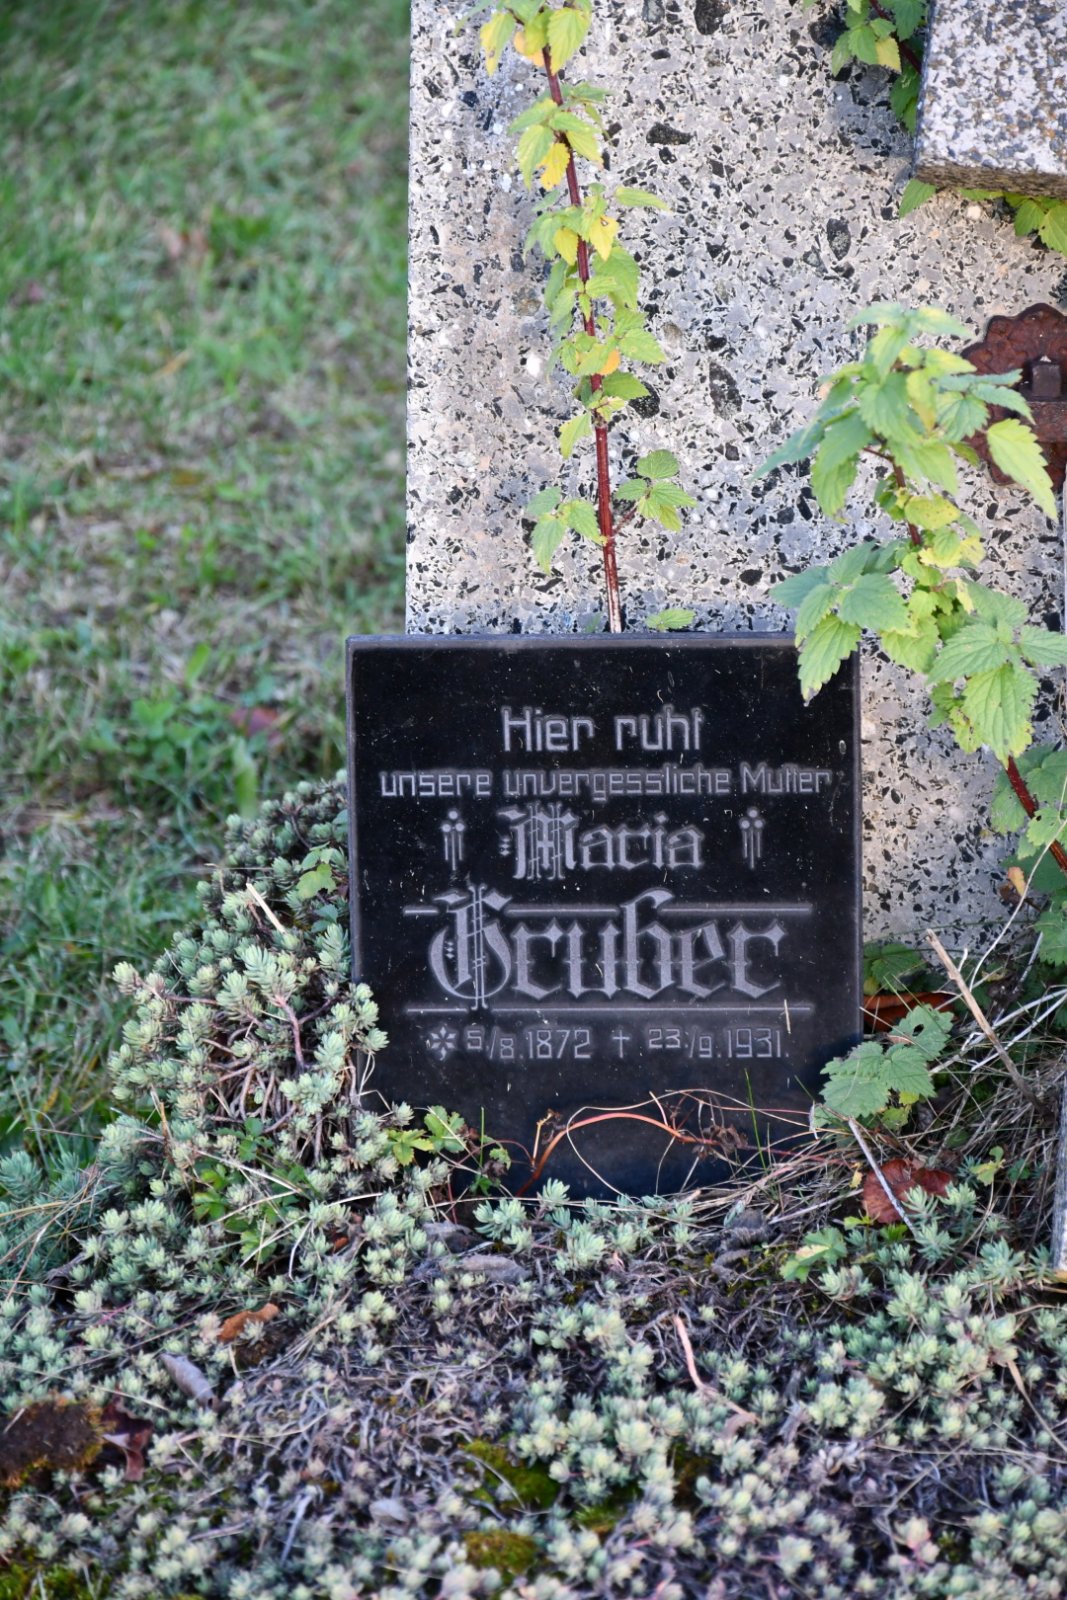 Hier ruht
unsere unvergessliche Mutter
Maria
Gruber
* 5./8.1872 † 23./9.1931.